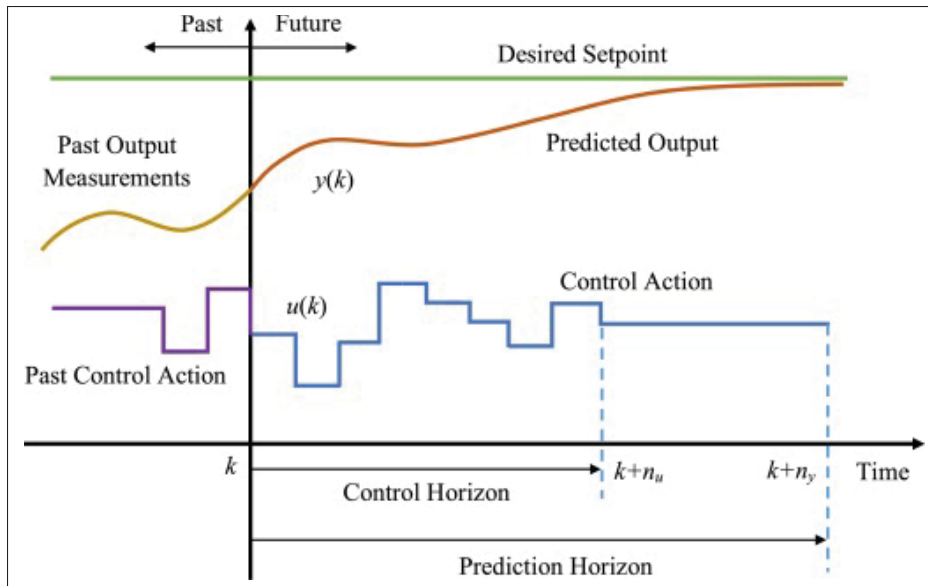 Past Future
Desired Setpoint
Past Output
Measurements
Predicted Output
y(k)
Control Action
u(k)
Past Control Action
k
k+nu
k+ny
Time
Control Horizon
Prediction Horizon